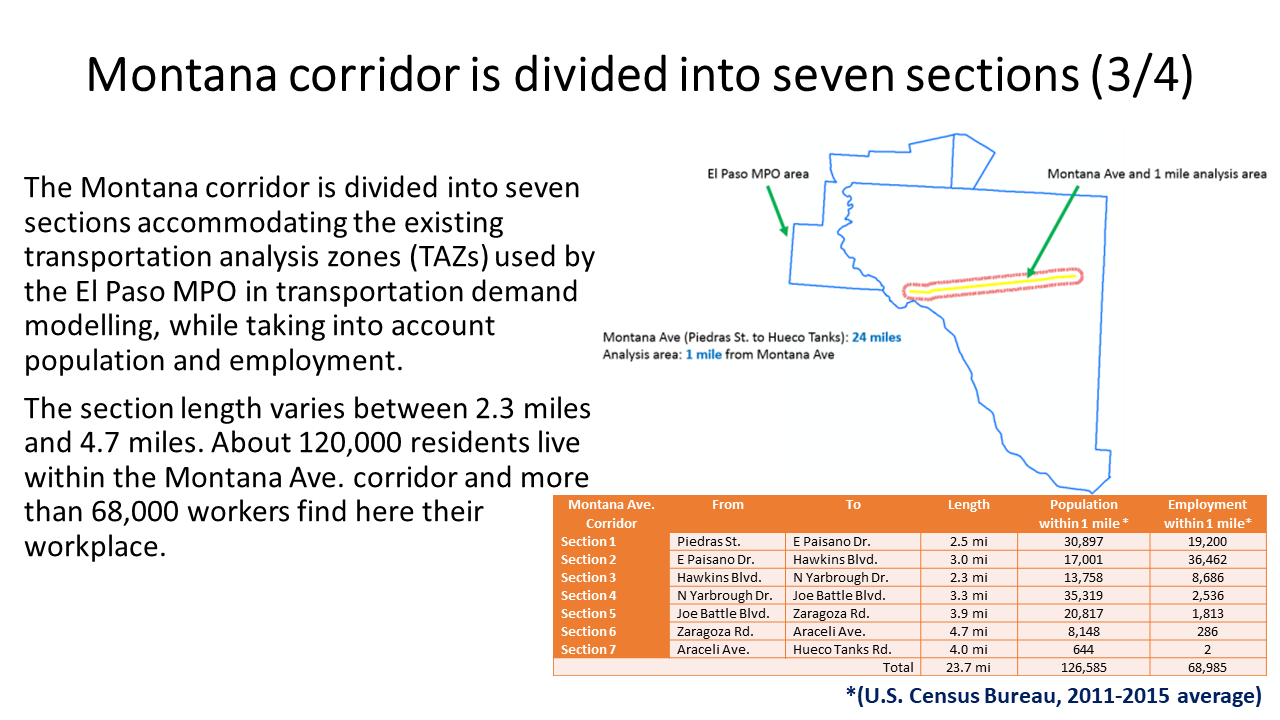 Montana corridor is divided into seven sections (3/4)
The Montana corridor is divided into seven
sections accommodating the existing
transportation analysis zones (TAZs) used by
the El Paso MPO in transportation demand
modelling, while taking into account
population and employment.
The section length varies between 2.3 miles
and 4.7 miles. About 120,000 residents live
within the Montana Ave. corridor and more
than 68,000 workers find here their
workplace.
El Paso MPO area
Montana Ave and 1 mile analysis area
Montana Ave (Piedras St. to Hueco Tanks): 24 miles
Analysis area: 1 mile from Montana Ave
Montana Ave. Corridor From To Length Population within 1 mile * Employment within 1 mile*
Section 1 Piedras St. E Paisano Dr. 2.5 mi 30,897 19,200
Section 2 E Paisano Dr. Hawkins Blvd. 3.0 mi 17,001 36,462
Section 3 Hawkins Blvd. N Yarbrough Dr. 2.3 mi 13,758 8,686
Section 4 N Yarbrough Dr. Joe Battle Blvd. 3.3 mi 35,319 2,536
Section 5 Joe Battle Blvd. Zaragoza Rd. 3.9 mi 20,817 1,813
Section 6 Zaragoza Rd. Araceli Ave. 4.7 mi 8,148 286
Section 7 Araceli Ave. Hueco Tanks Rd. 4.0 mi 644 2
Total 23.7 mi 126,585 68,985
*(U.S. Census Bureau, 2011-2015 average)